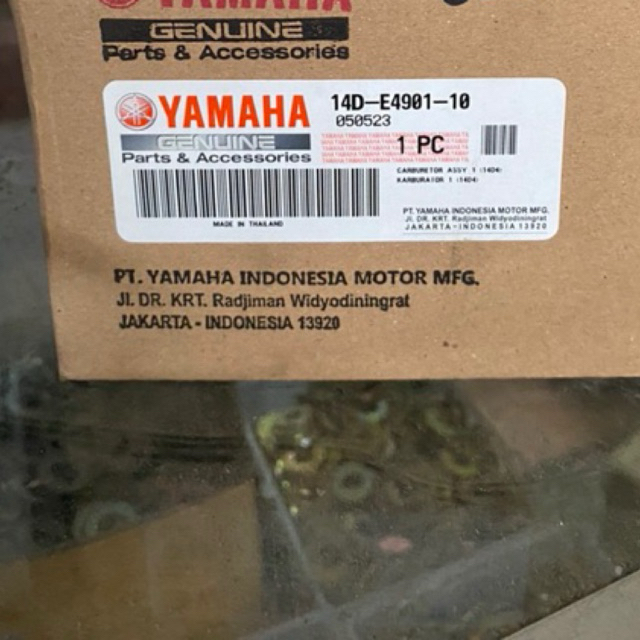 YAMAHA
GENUINE
Parts & Accessories
YAMAHA
GENUINE
Parts & Accessories
14D-E4901-10
050523
1 PC
CARBURETOR ASSY 1 (14D4)
KARBURATOR 1 (14D4)
MADE IN THAILAND
PT. YAMAHA INDONESIA MOTOR MFG.
JL. DR. KRT. Radjiman Widyodiningrat
JAKARTA - INDONESIA 13920
PT. YAMAHA INDONESIA MOTOR MFG.
Jl. DR. KRT. Radjiman Widyodiningrat
JAKARTA - INDONESIA 13920